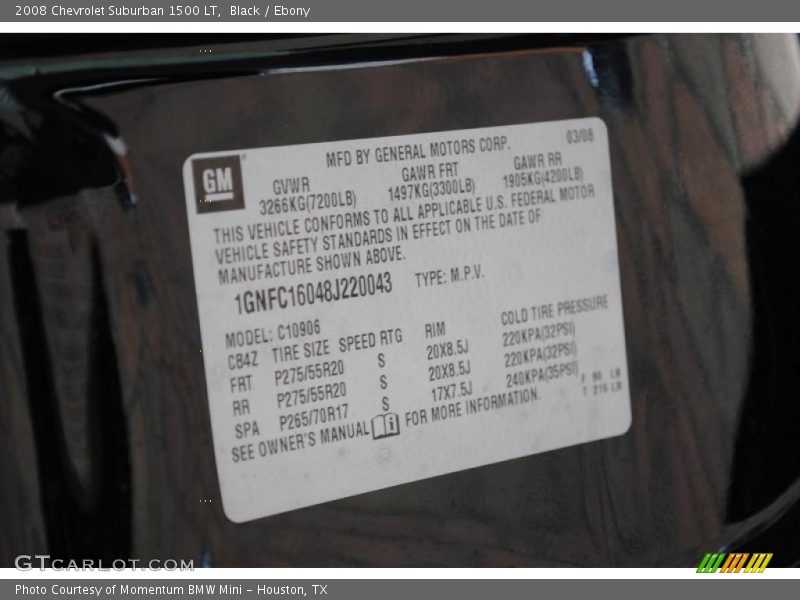 2008 Chevrolet Suburban 1500 LT, Black / Ebony
GM
MFD BY GENERAL MOTORS CORP. 03/08
GVWR GAWR FRT GAWR RR
3266KG(7200LB) 1497KG(3300LB) 1905KG(4200LB)
THIS VEHICLE CONFORMS TO ALL APPLICABLE U.S. FEDERAL MOTOR
VEHICLE SAFETY STANDARDS IN EFFECT ON THE DATE OF
MANUFACTURE SHOWN ABOVE.
1GNFC16048J220043 TYPE: M.P.V.
MODEL: C10906
CB4Z TIRE SIZE SPEED RTG RIM COLD TIRE PRESSURE
FRT P275/55R20 S 20X8.5J 220KPA(32PSI)
RR P275/55R20 S 20X8.5J 220KPA(32PSI)
SPA P265/70R17 S 17X7.5J 240KPA(35PSI)
SEE OWNER'S MANUAL i FOR MORE INFORMATION.
F 90 LB
T 216 LB
GTcarlot.com
Photo Courtesy of Momentum BMW Mini - Houston, TX